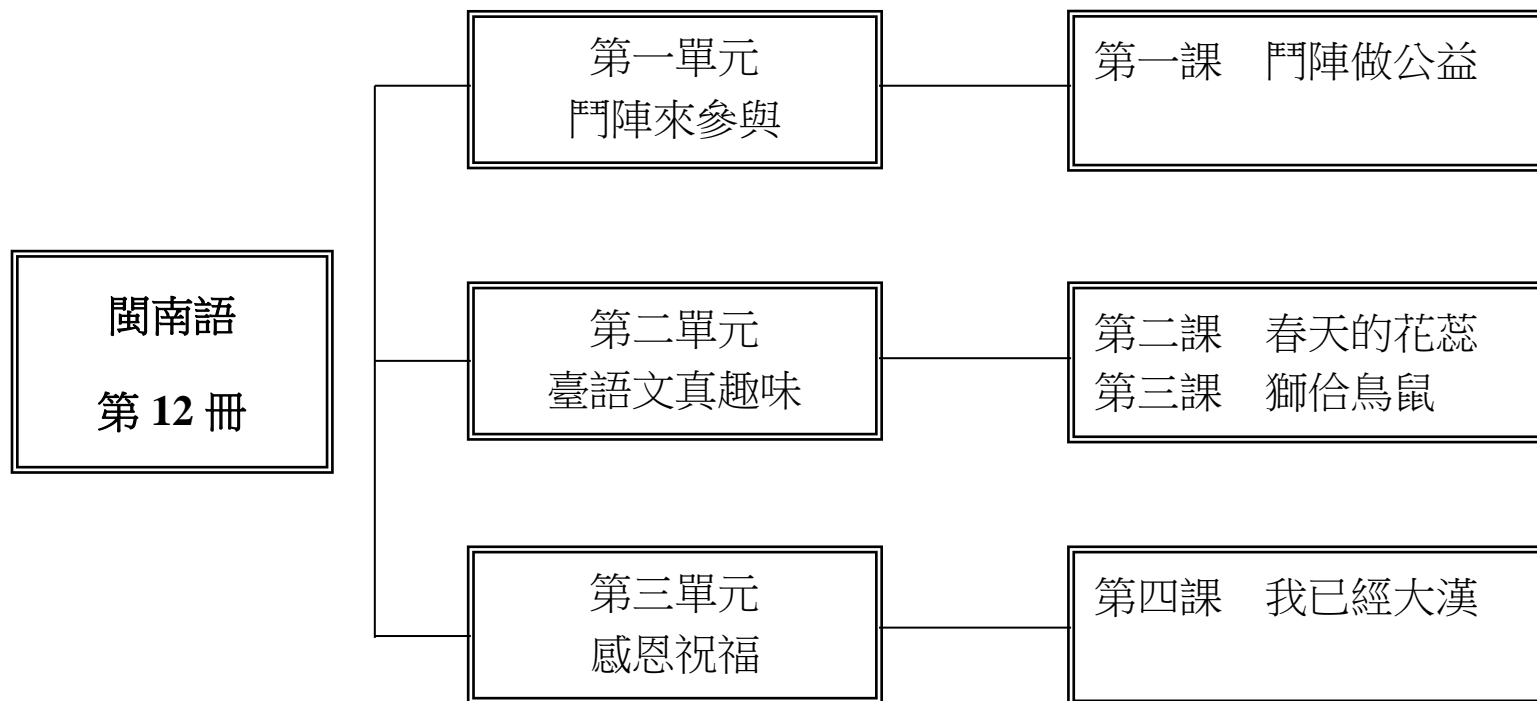 閩南語
第 12 冊
第一單元
鬥陣來參與
第一課　鬥陣做公益
第二單元
臺語文真趣味
第二課　春天的花蕊
第三課　獅佮鳥鼠
第三單元
感恩祝福
第四課　我已經大漢